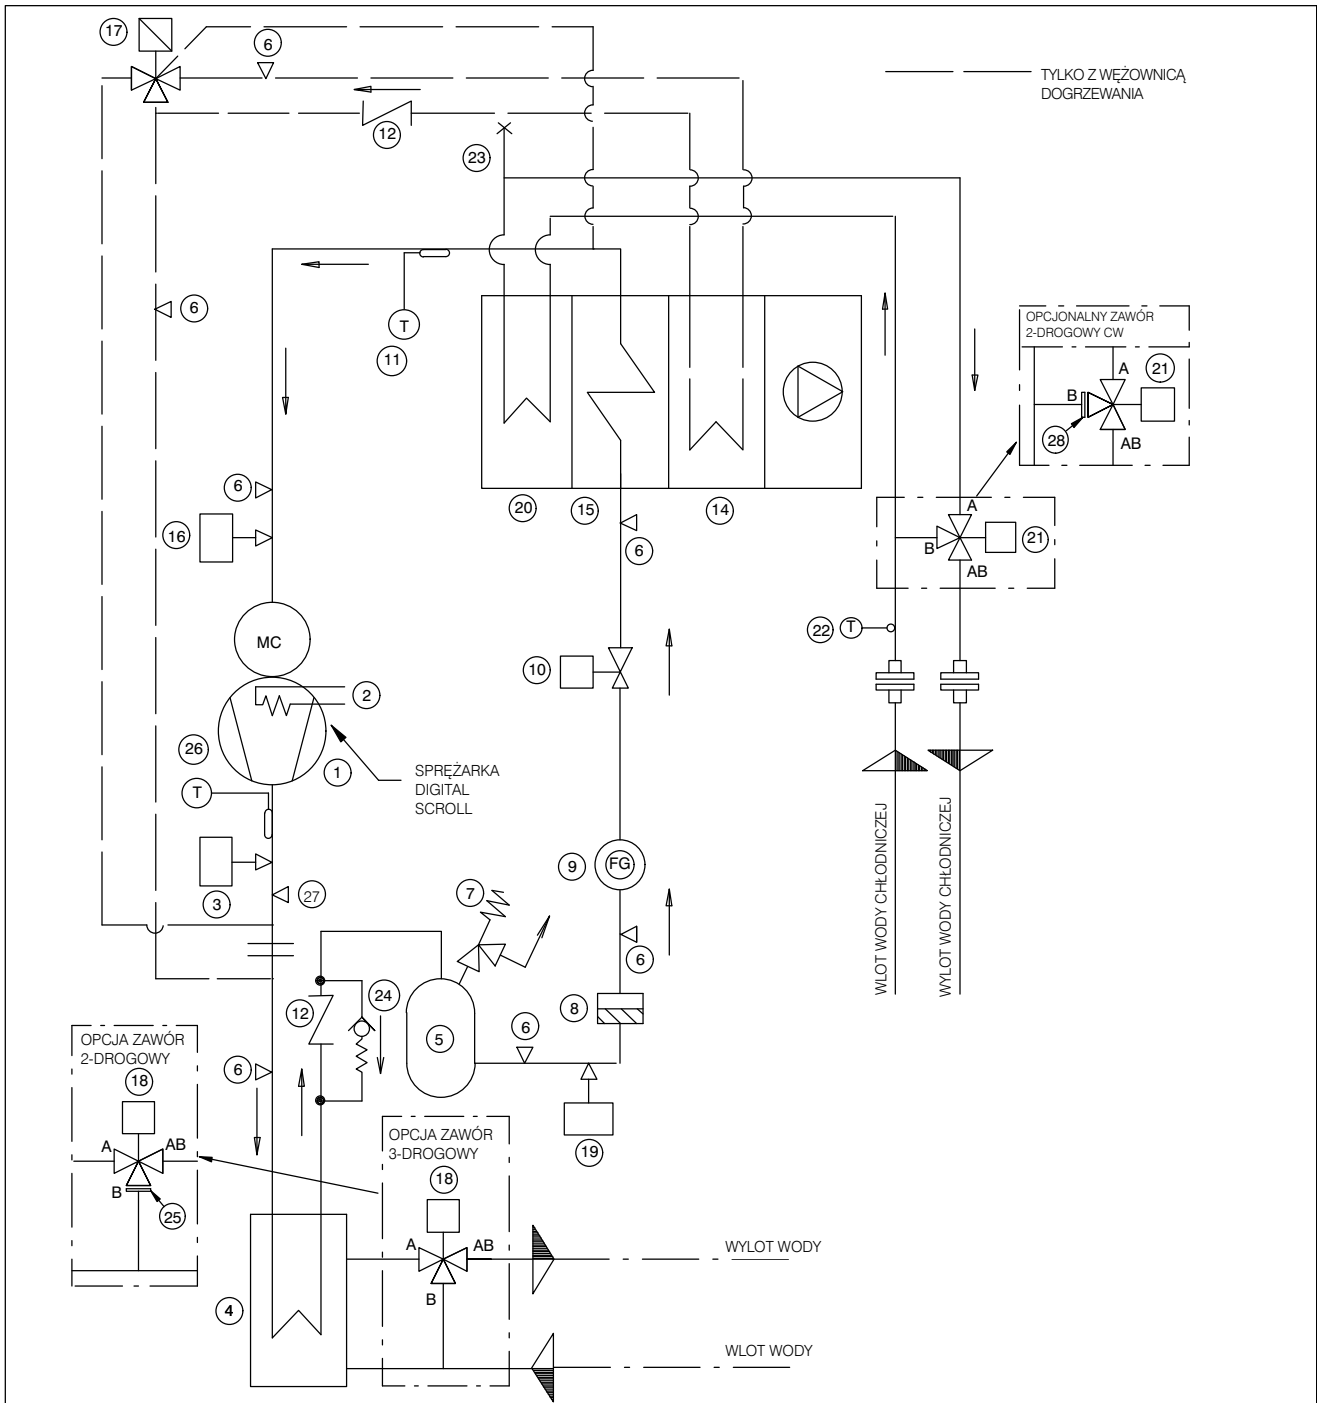 17
6
TYLKO Z WĘŻOWNICĄ
DOGRZEWANIA
12
23
6
T
11
OPCJONALNY ZAWÓR
2-DROGOWY CW
A
21
B
28
AB
6
16
20
15
14
6
A
B
21
AB
22
T
MC
10
2
26
1
SPRĘŻARKA
DIGITAL
SCROLL
T
3
27
9
FG
7
6
WLOT WODY CHŁODNICZEJ
WYLOT WODY CHŁODNICZEJ
12
24
5
6
8
OPCJA ZAWÓR
2-DROGOWY
18
A
AB
B
25
6
19
OPCJA ZAWÓR
3-DROGOWY
18
A
AB
B
WYLOT WODY
4
WLOT WODY